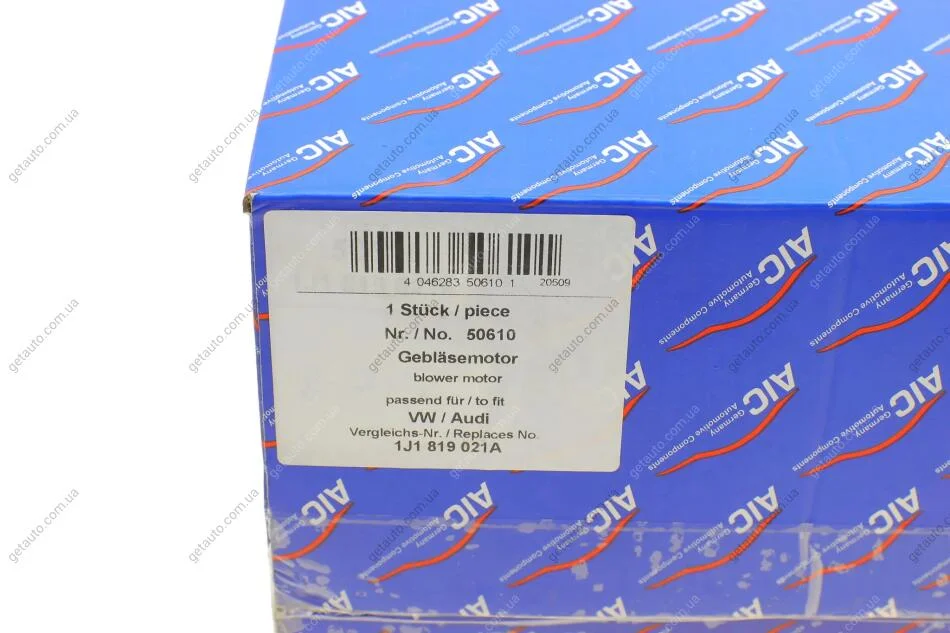 AIC
Germany
Automotive Components
4 046283 50610 1 20509
1 Stück / piece
Nr. / No. 50610
Gebläsemotor
blower motor
passend für / to fit
VW / Audi
Vergleichs-Nr. / Replaces No.
1J1 819 021A
getauto.com.ua